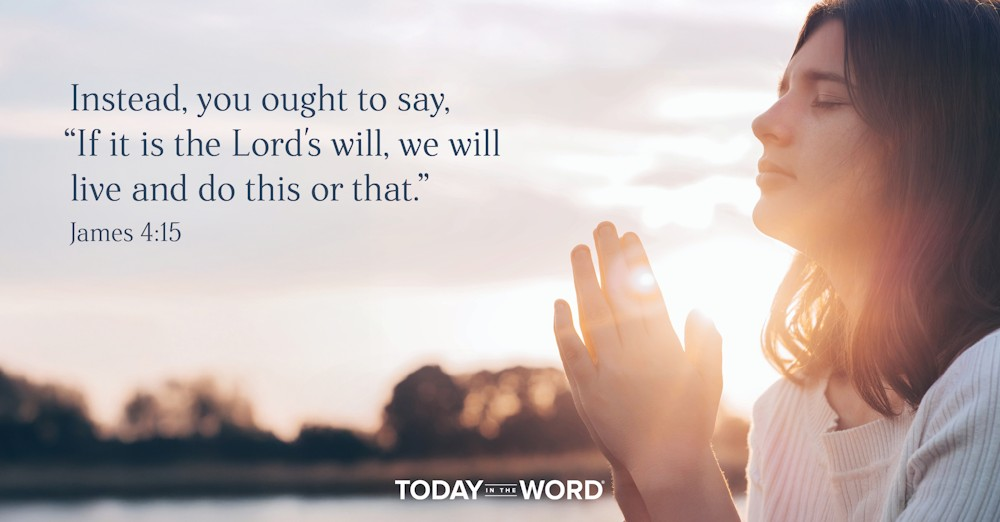 Instead, you ought to say,
“If it is the Lord's will, we will
live and do this or that.”
James 4:15
TODAY IN THE WORD®